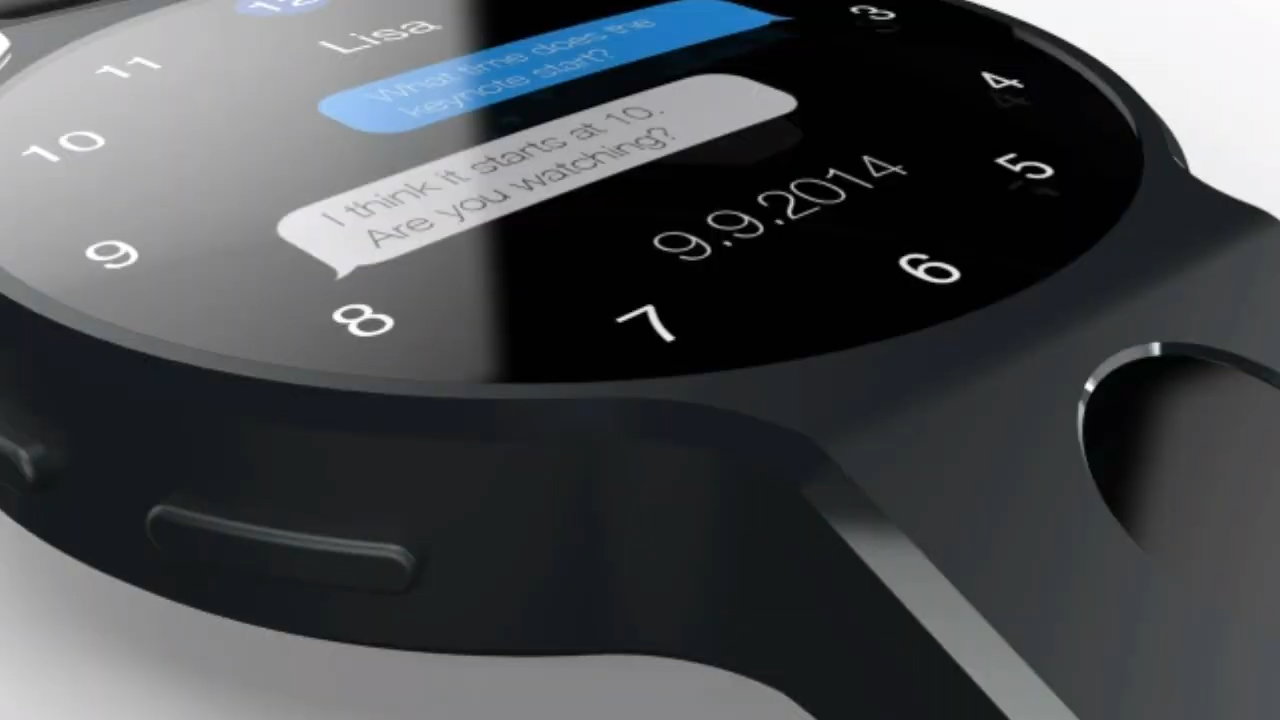 12
Lisa
What time does the
keynote start?
I think it starts at 10.
Are you watching?
9.9.2014
3
4
5
6
7
8
9
10
11